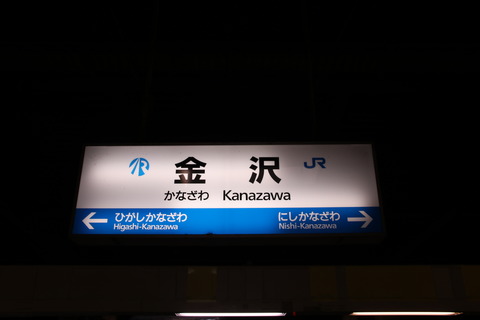 金沢 JR
かなざわ Kanazawa
← ひがしかなざわ にしかなざわ →
Higashi-Kanazawa Nishi-Kanazawa